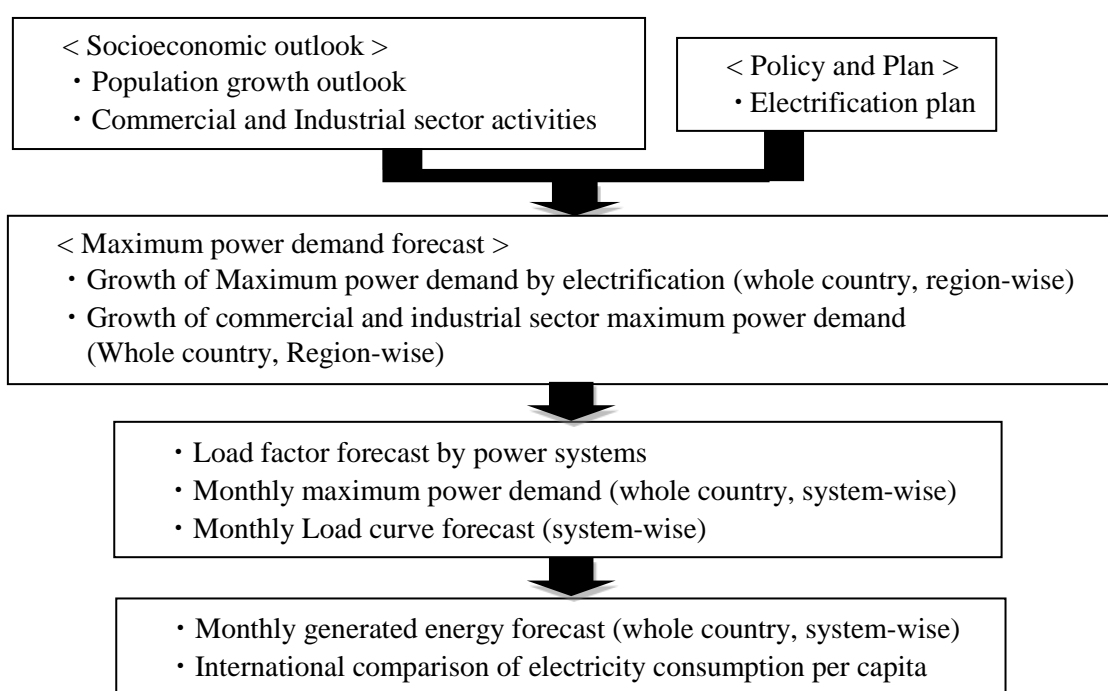 < Socioeconomic outlook >
・Population growth outlook
・Commercial and Industrial sector activities
< Policy and Plan >
・Electrification plan
< Maximum power demand forecast >
・Growth of Maximum power demand by electrification (whole country, region-wise)
・Growth of commercial and industrial sector maximum power demand
(Whole country, Region-wise)
・Load factor forecast by power systems
・Monthly maximum power demand (whole country, system-wise)
・Monthly Load curve forecast (system-wise)
・Monthly generated energy forecast (whole country, system-wise)
・International comparison of electricity consumption per capita